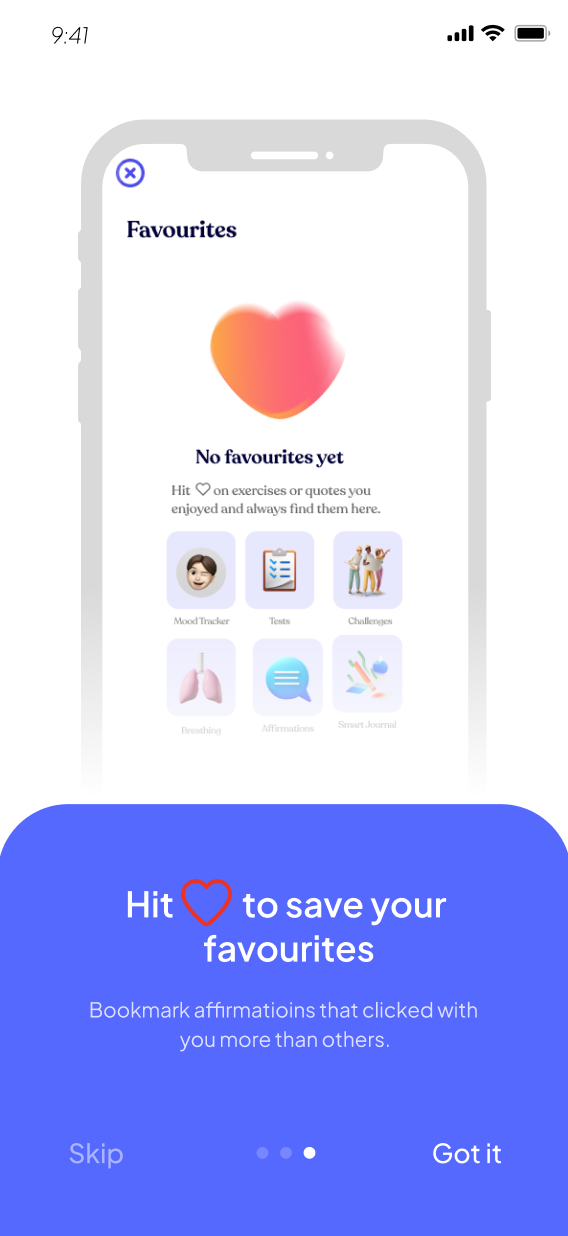 9:41
Favourites
No favourites yet
Hit ♡ on exercises or quotes you
enjoyed and always find them here.
Mood Tracker Tests Challenges
Breathing Affirmations Smart Journal
Hit ♡ to save your
favourites
Bookmark affirmatioins that clicked with
you more than others.
Skip Got it